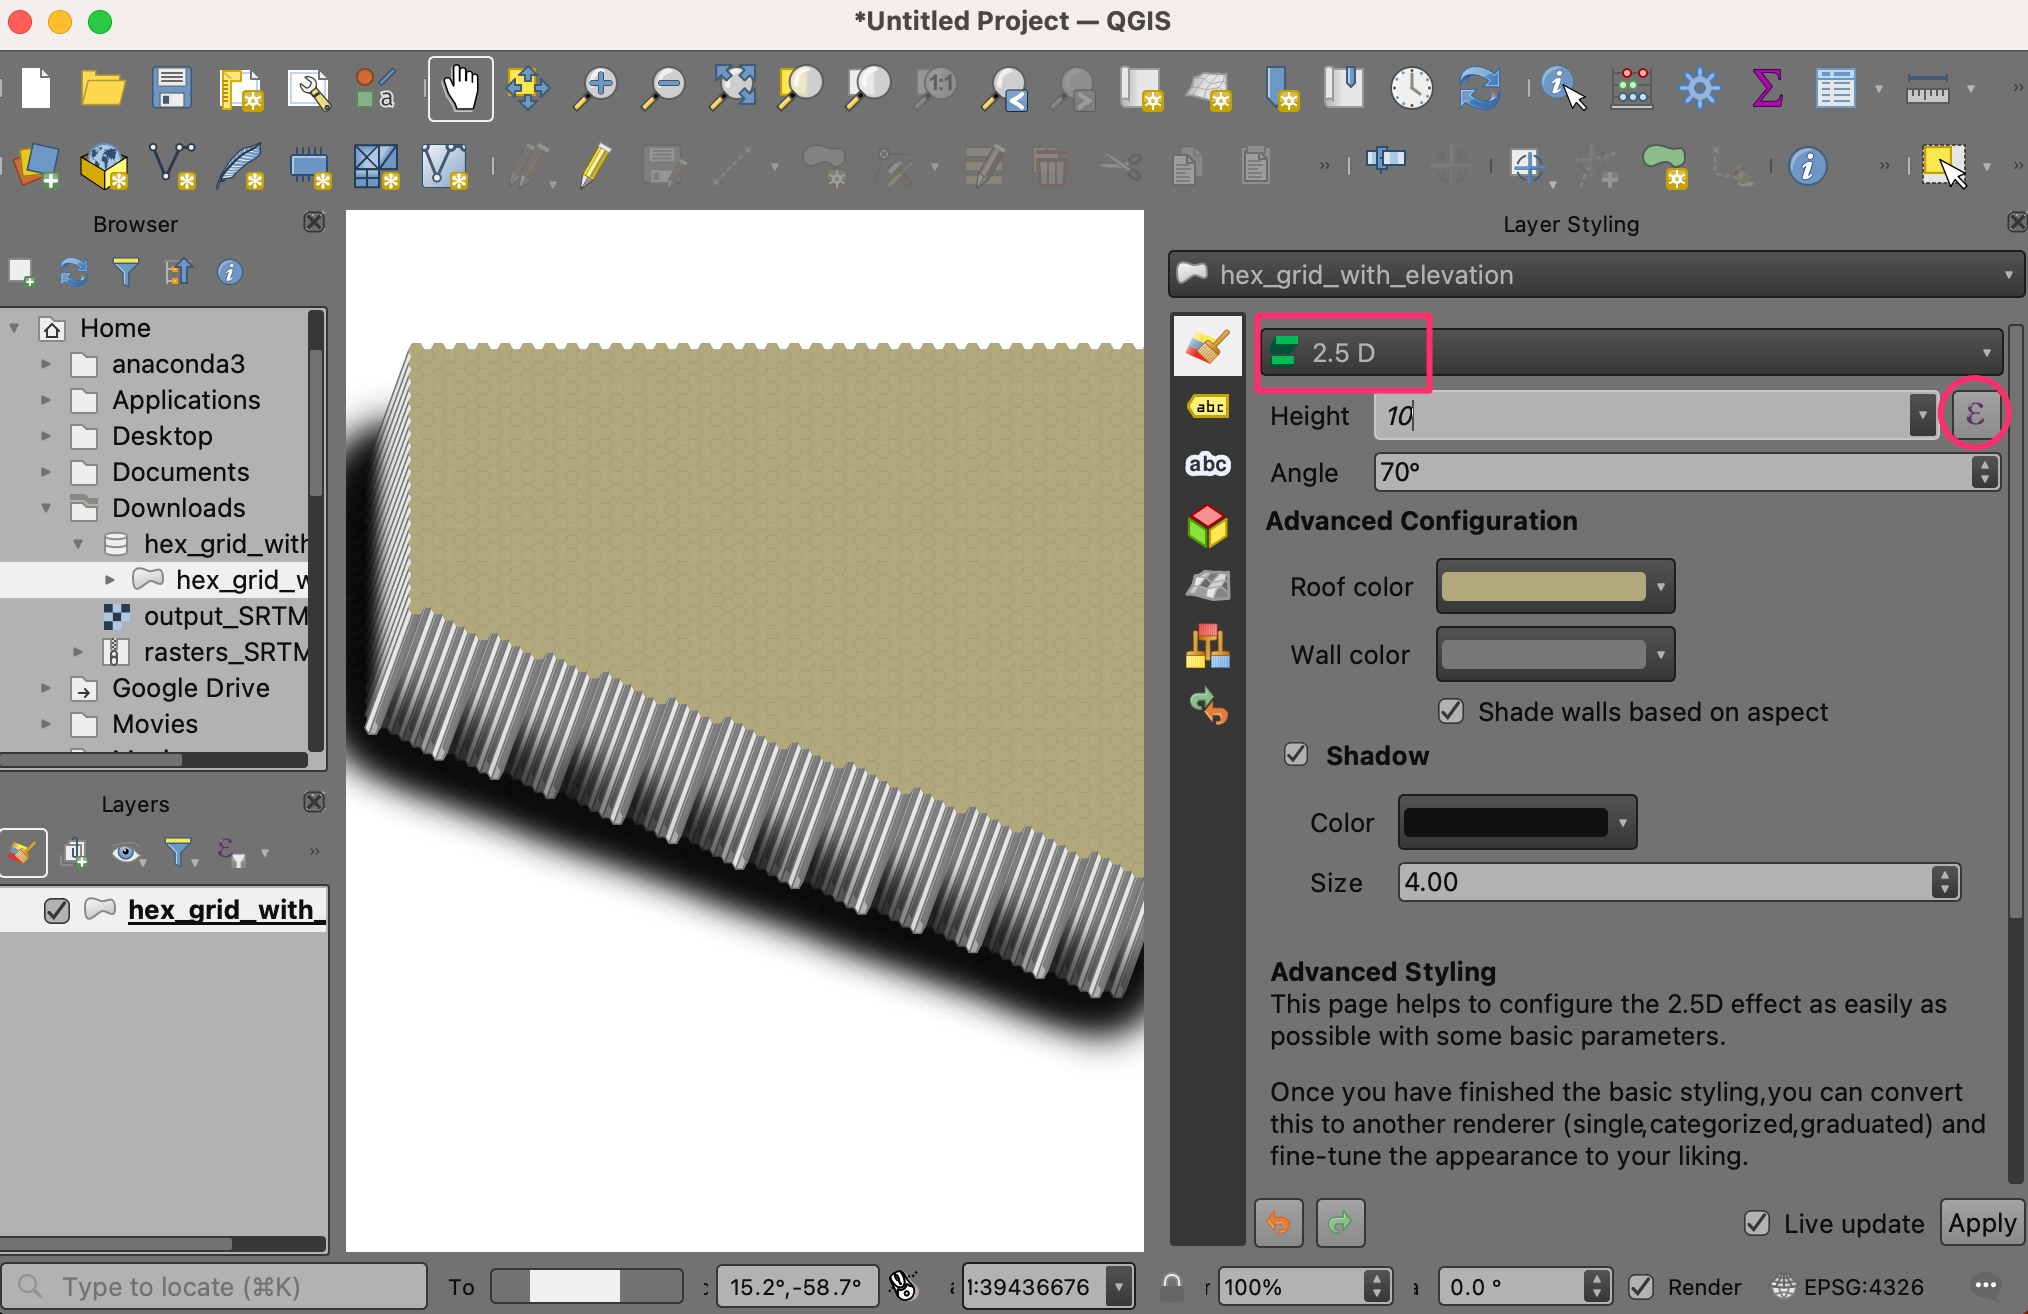 *Untitled Project — QGIS
a
1:1
Browser
Layer Styling
hex_grid_with_elevation
Home
anaconda3
Applications
Desktop
Documents
Downloads
hex_grid_with
hex_grid_w
output_SRTM
rasters_SRTM
Google Drive
Movies
2.5 D
abc
abc
Height 10 ε
Angle 70°
Advanced Configuration
Roof color
Wall color
Shade walls based on aspect
Shadow
Color
Size 4.00
Advanced Styling
This page helps to configure the 2.5D effect as easily as
possible with some basic parameters.
Once you have finished the basic styling,you can convert
this to another renderer (single,categorized,graduated) and
fine-tune the appearance to your liking.
Live update
Apply
Layers
hex_grid_with_
Type to locate (⌘K)
To
15.2°,-58.7°
1:39436676
100%
0.0 °
Render
EPSG:4326